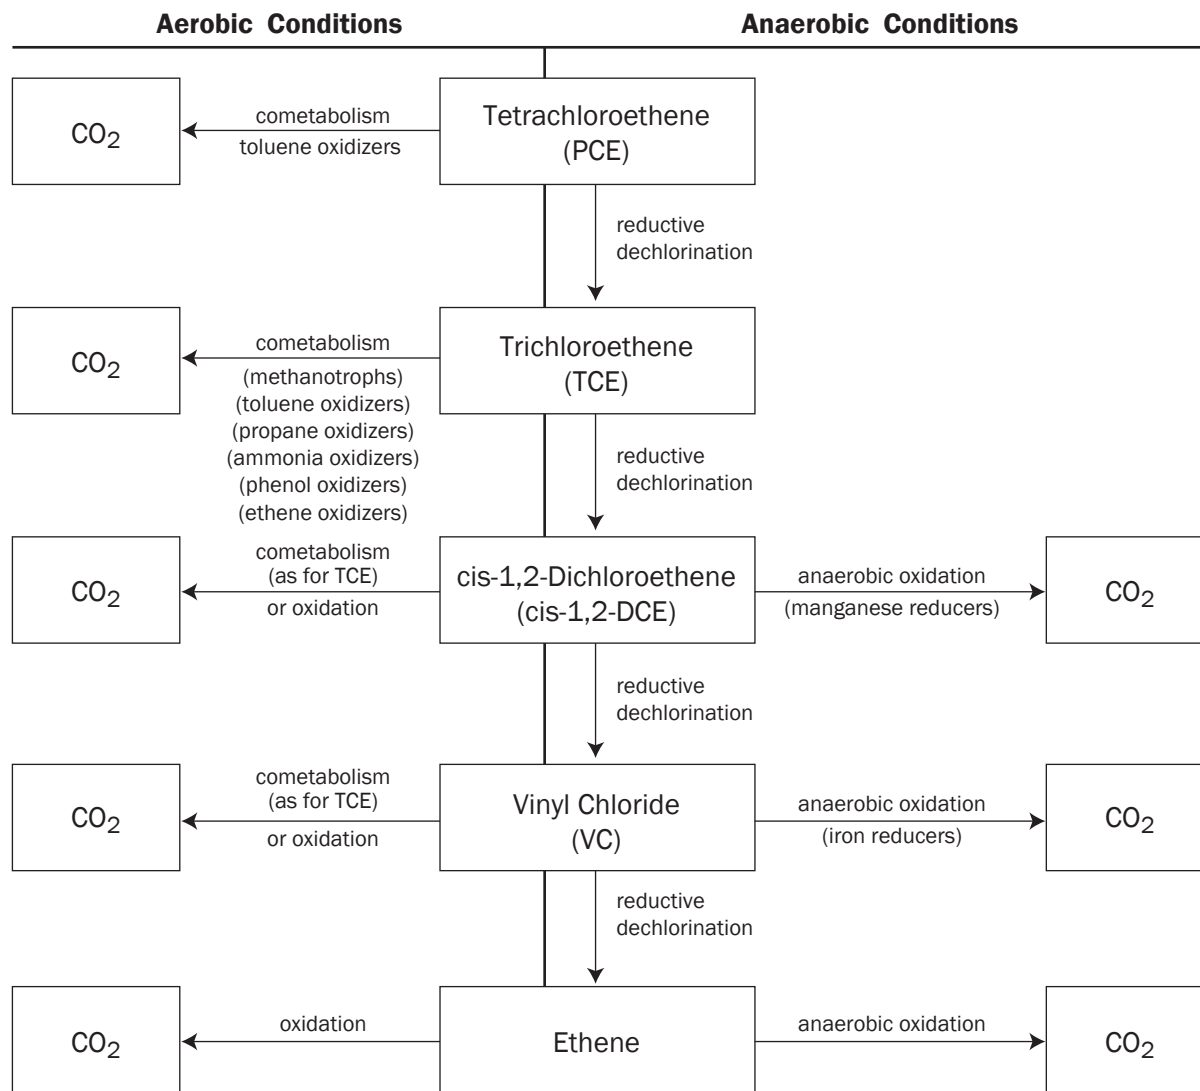 Aerobic Conditions
Anaerobic Conditions
CO2
cometabolism
toluene oxidizers
Tetrachloroethene
(PCE)
reductive
dechlorination
CO2
cometabolism
(methanotrophs)
(toluene oxidizers)
(propane oxidizers)
(ammonia oxidizers)
(phenol oxidizers)
(ethene oxidizers)
Trichloroethene
(TCE)
reductive
dechlorination
CO2
cometabolism
(as for TCE)
or oxidation
cis-1,2-Dichloroethene
(cis-1,2-DCE)
anaerobic oxidation
(manganese reducers)
CO2
reductive
dechlorination
CO2
cometabolism
(as for TCE)
or oxidation
Vinyl Chloride
(VC)
anaerobic oxidation
(iron reducers)
CO2
reductive
dechlorination
CO2
oxidation
Ethene
anaerobic oxidation
CO2